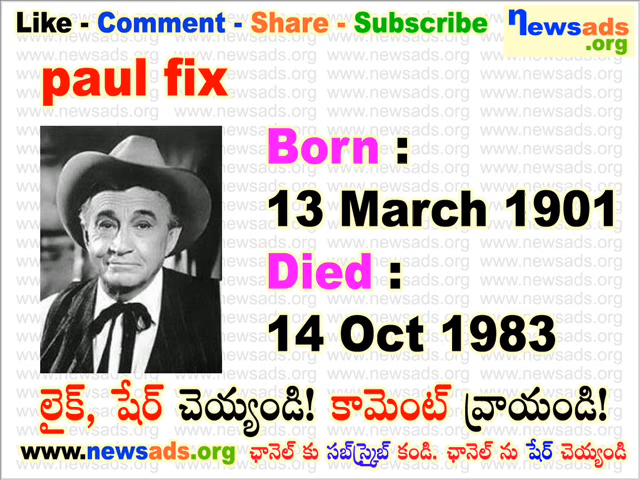 Like - Comment - Share - Subscribe
newsads
.org
paul fix
Born :
13 March 1901
Died :
14 Oct 1983
లైక్, షేర్ చెయ్యండి! కామెంట్ వ్రాయండి!
www.newsads.org ఛానెల్ కు సబ్‌స్క్రైబ్ కండి. ఛానెల్ ను షేర్ చెయ్యండి